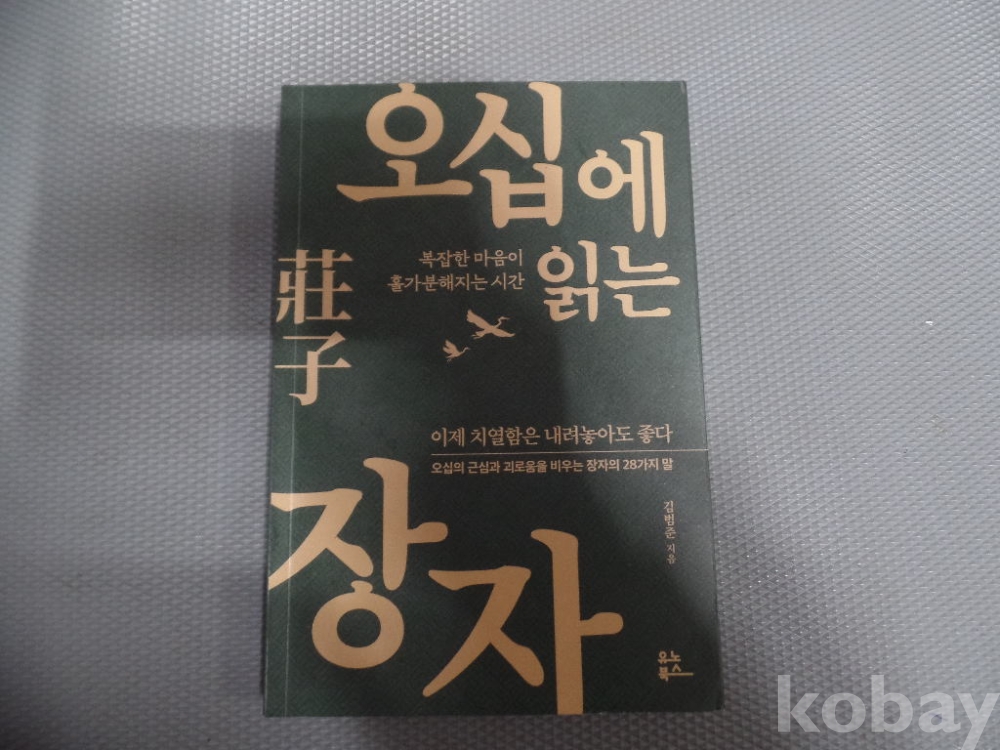 오십에
읽는
복잡한 마음이
홀가분해지는 시간
莊子
이제 치열함은 내려놓아도 좋다
오십의 근심과 괴로움을 비우는 장자의 28가지 말
김범준 지음
장자
유노
북스
kobay